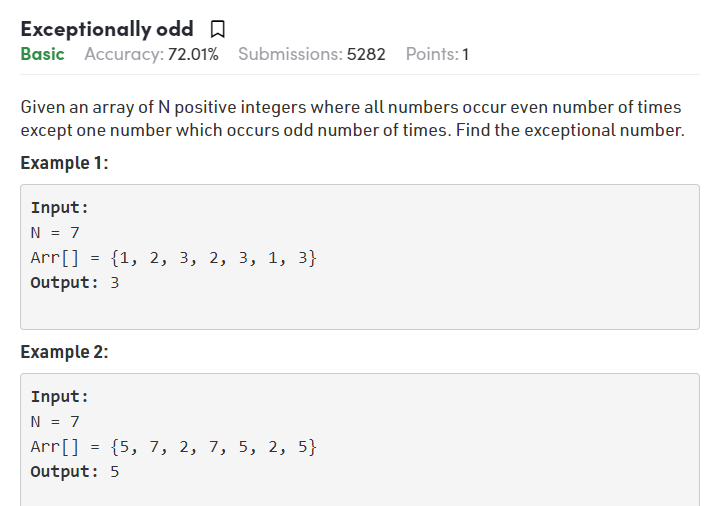 Exceptionally odd
Basic Accuracy: 72.01% Submissions: 5282 Points: 1
Given an array of N positive integers where all numbers occur even number of times
except one number which occurs odd number of times. Find the exceptional number.
Example 1:
Input:
N = 7
Arr[] = {1, 2, 3, 2, 3, 1, 3}
Output: 3
Example 2:
Input:
N = 7
Arr[] = {5, 7, 2, 7, 5, 2, 5}
Output: 5